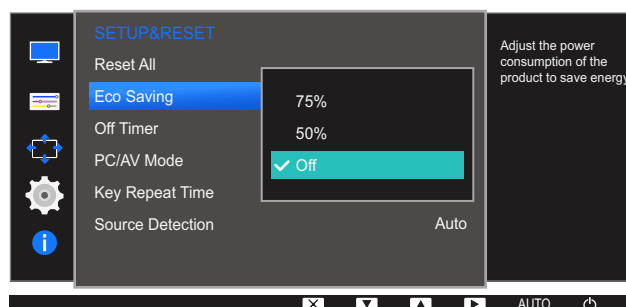 SETUP&RESET
Reset All
Eco Saving
Off Timer
PC/AV Mode
Key Repeat Time
Source Detection Auto
75%
50%
Off
Adjust the power
consumption of the
product to save energy
AUTO